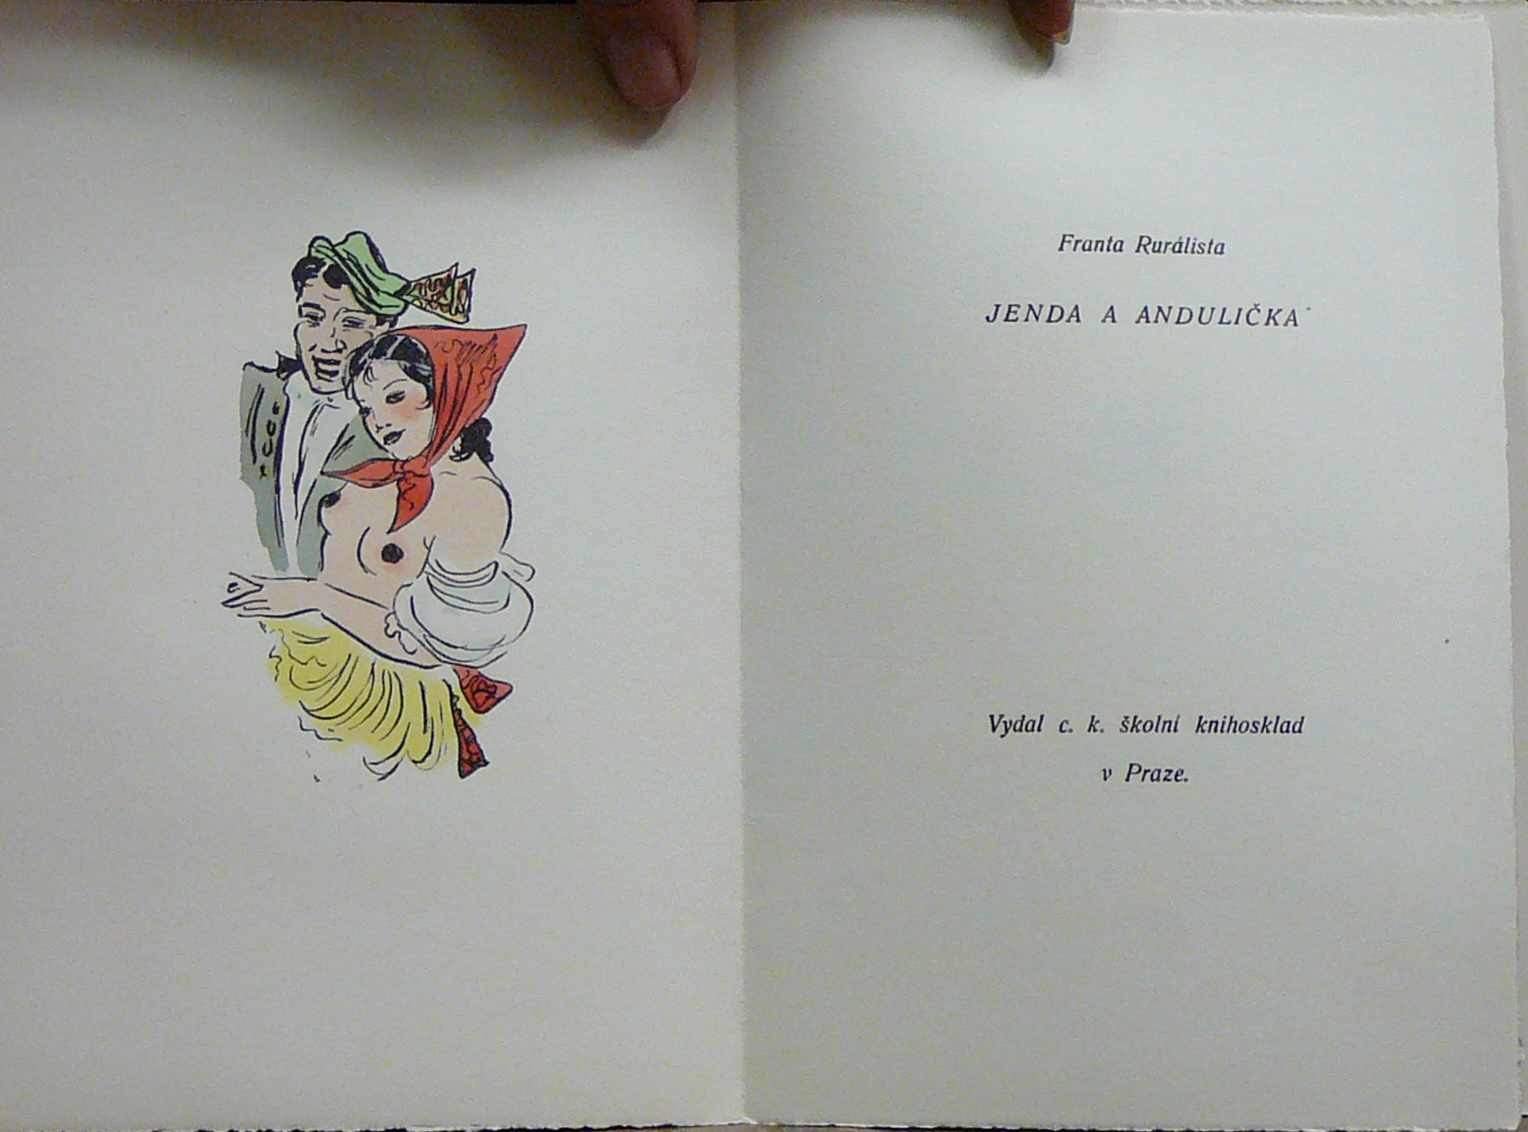 Franta Rurálista
JENDA A ANDULIČKA
Vydal c. k. školní knihosklad
v Praze.